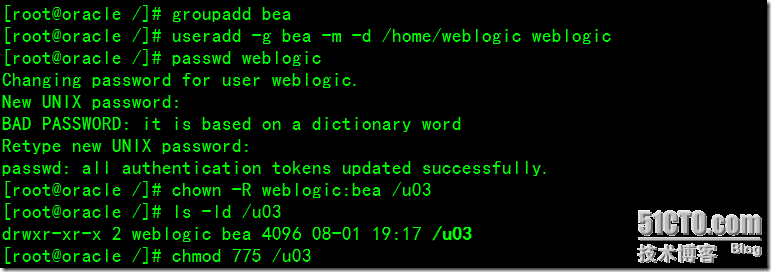 [root@oracle /]# groupadd bea
[root@oracle /]# useradd -g bea -m -d /home/weblogic weblogic
[root@oracle /]# passwd weblogic
Changing password for user weblogic.
New UNIX password:
BAD PASSWORD: it is based on a dictionary word
Retype new UNIX password:
passwd: all authentication tokens updated successfully.
[root@oracle /]# chown -R weblogic:bea /u03
[root@oracle /]# ls -ld /u03
drwxr-xr-x 2 weblogic bea 4096 08-01 19:17 /u03
[root@oracle /]# chmod 775 /u03
51CTO.com
技术博客 Blog